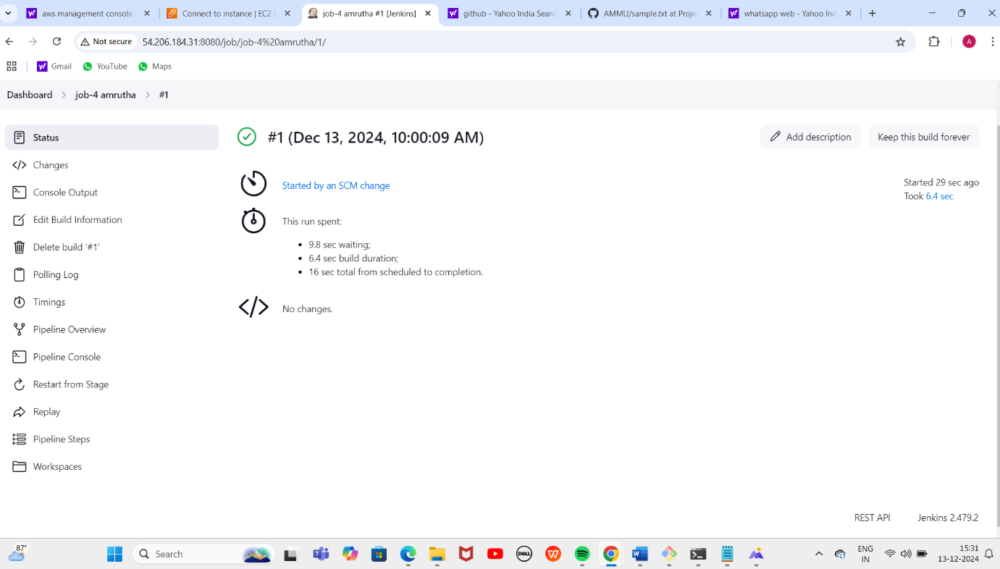 aws management console
Connect to instance | EC2 |
job-4 amrutha #1 [Jenkins]
github - Yahoo India Searc
AMMU/sample.txt at Proje
whatsapp web - Yahoo Ind
Not secure
54.206.184.31:8080/job/job-4%20amrutha/1/
A
Gmail
YouTube
Maps
Dashboard
job-4 amrutha
#1
Status
Changes
Console Output
Edit Build Information
Delete build ‘#1’
Polling Log
Timings
Pipeline Overview
Pipeline Console
Restart from Stage
Replay
Pipeline Steps
Workspaces
#1 (Dec 13, 2024, 10:00:09 AM)
Add description
Keep this build forever
Started by an SCM change
Started 29 sec ago
Took 6.4 sec
This run spent:
9.8 sec waiting;
6.4 sec build duration;
16 sec total from scheduled to completion.
No changes.
REST API
Jenkins 2.479.2
87°
Search
DELL
ENG
IN
15:31
13-12-2024